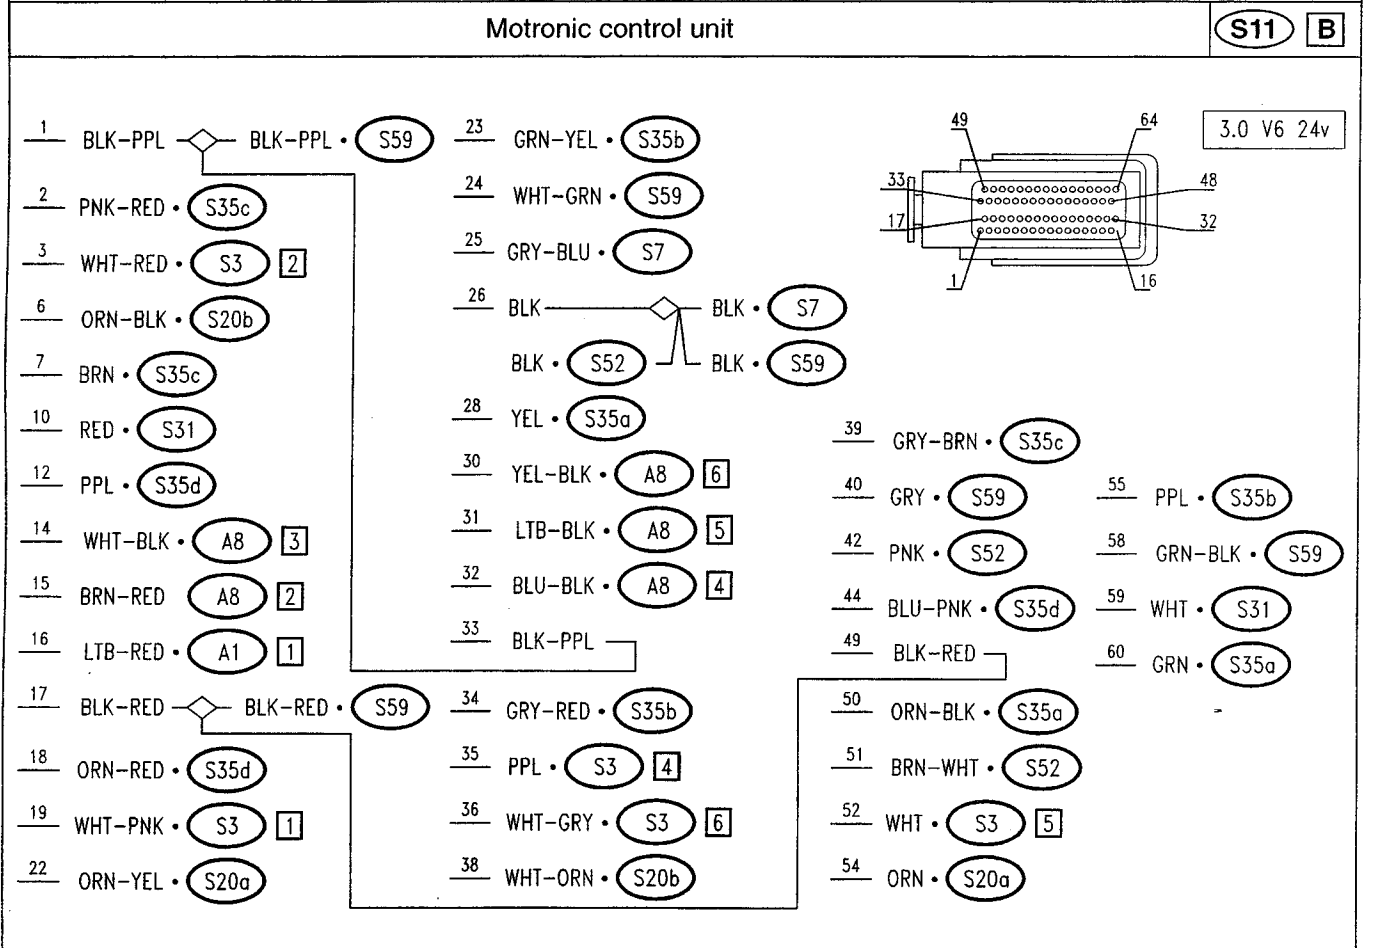 Motronic control unit S11 B
3.0 V6 24v
49 64
33 48
17 32
1 16
1 BLK-PPL BLK-PPL • S59
2 PNK-RED • S35c
3 WHT-RED • S3 2
6 ORN-BLK • S20b
7 BRN • S35c
10 RED • S31
12 PPL • S35d
14 WHT-BLK • A8 3
15 BRN-RED A8 2
16 LTB-RED • A1 1
17 BLK-RED BLK-RED • S59
18 ORN-RED • S35d
19 WHT-PNK • S3 1
22 ORN-YEL • S20a
23 GRN-YEL • S35b
24 WHT-GRN • S59
25 GRY-BLU • S7
26 BLK BLK • S7
BLK • S52 BLK • S59
28 YEL • S35a
30 YEL-BLK • A8 6
31 LTB-BLK • A8 5
32 BLU-BLK • A8 4
33 BLK-PPL
34 GRY-RED • S35b
35 PPL • S3 4
36 WHT-GRY • S3 6
38 WHT-ORN • S20b
39 GRY-BRN • S35c
40 GRY • S59
42 PNK • S52
44 BLU-PNK • S35d
49 BLK-RED
50 ORN-BLK • S35a
51 BRN-WHT • S52
52 WHT • S3 5
54 ORN • S20a
55 PPL • S35b
58 GRN-BLK • S59
59 WHT • S31
60 GRN • S35a